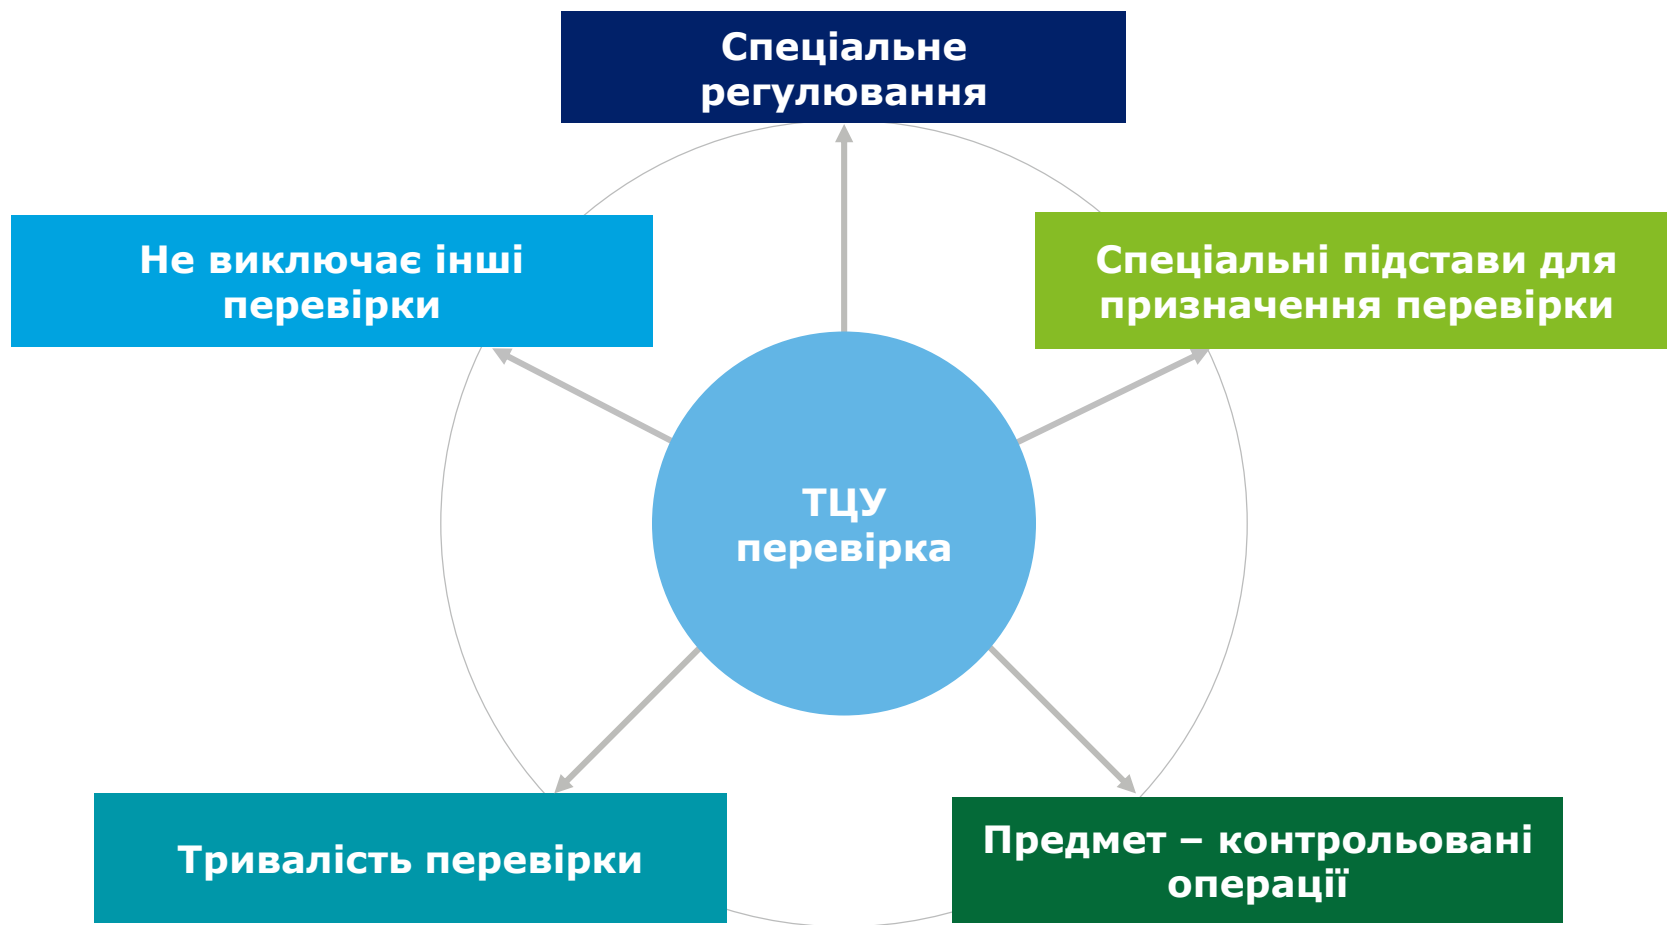 Спеціальне
регулювання
Не виключає інші
перевірки
Спеціальні підстави для
призначення перевірки
ТЦУ
перевірка
Тривалість перевірки
Предмет – контрольовані
операції